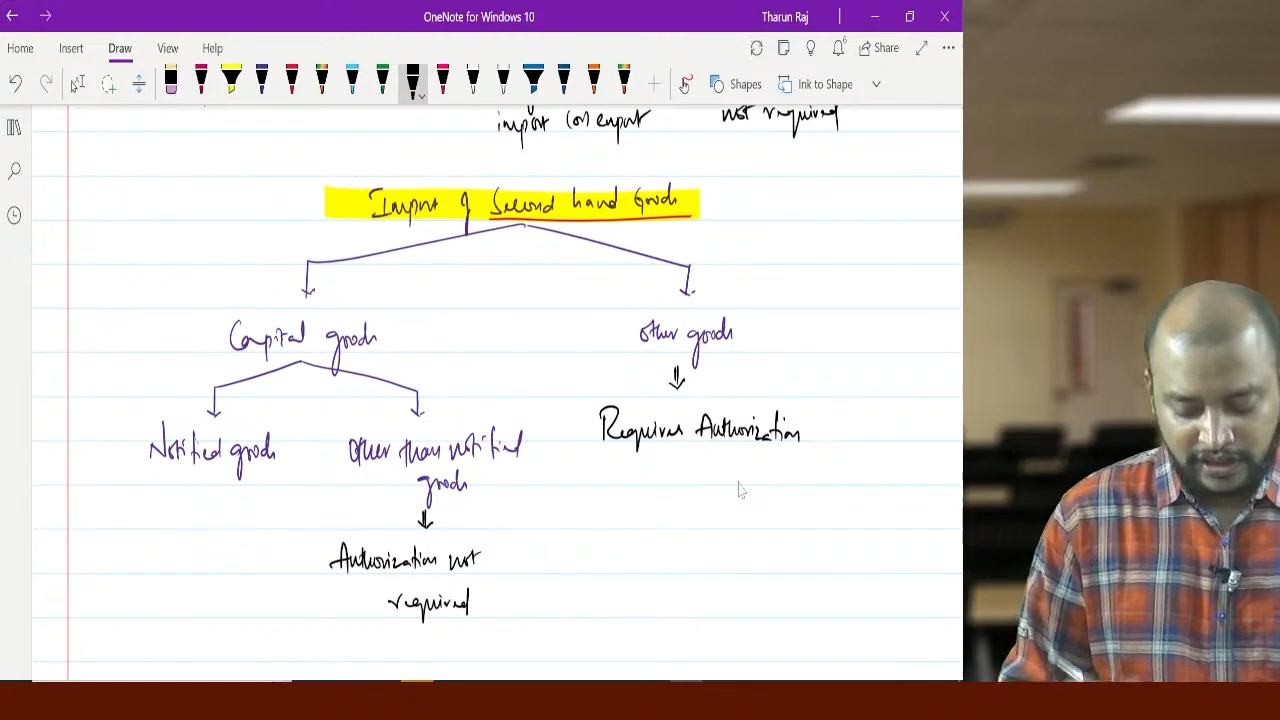 OneNote for Windows 10
Tharun Raj
Home Insert Draw View Help
6
Share
Shapes
Ink to Shape
import (or) export
not required
Import of Second hand Goods
Capital goods
other goods
Requires Authorization
Notified goods
Other than notified
goods
Authorization not
required